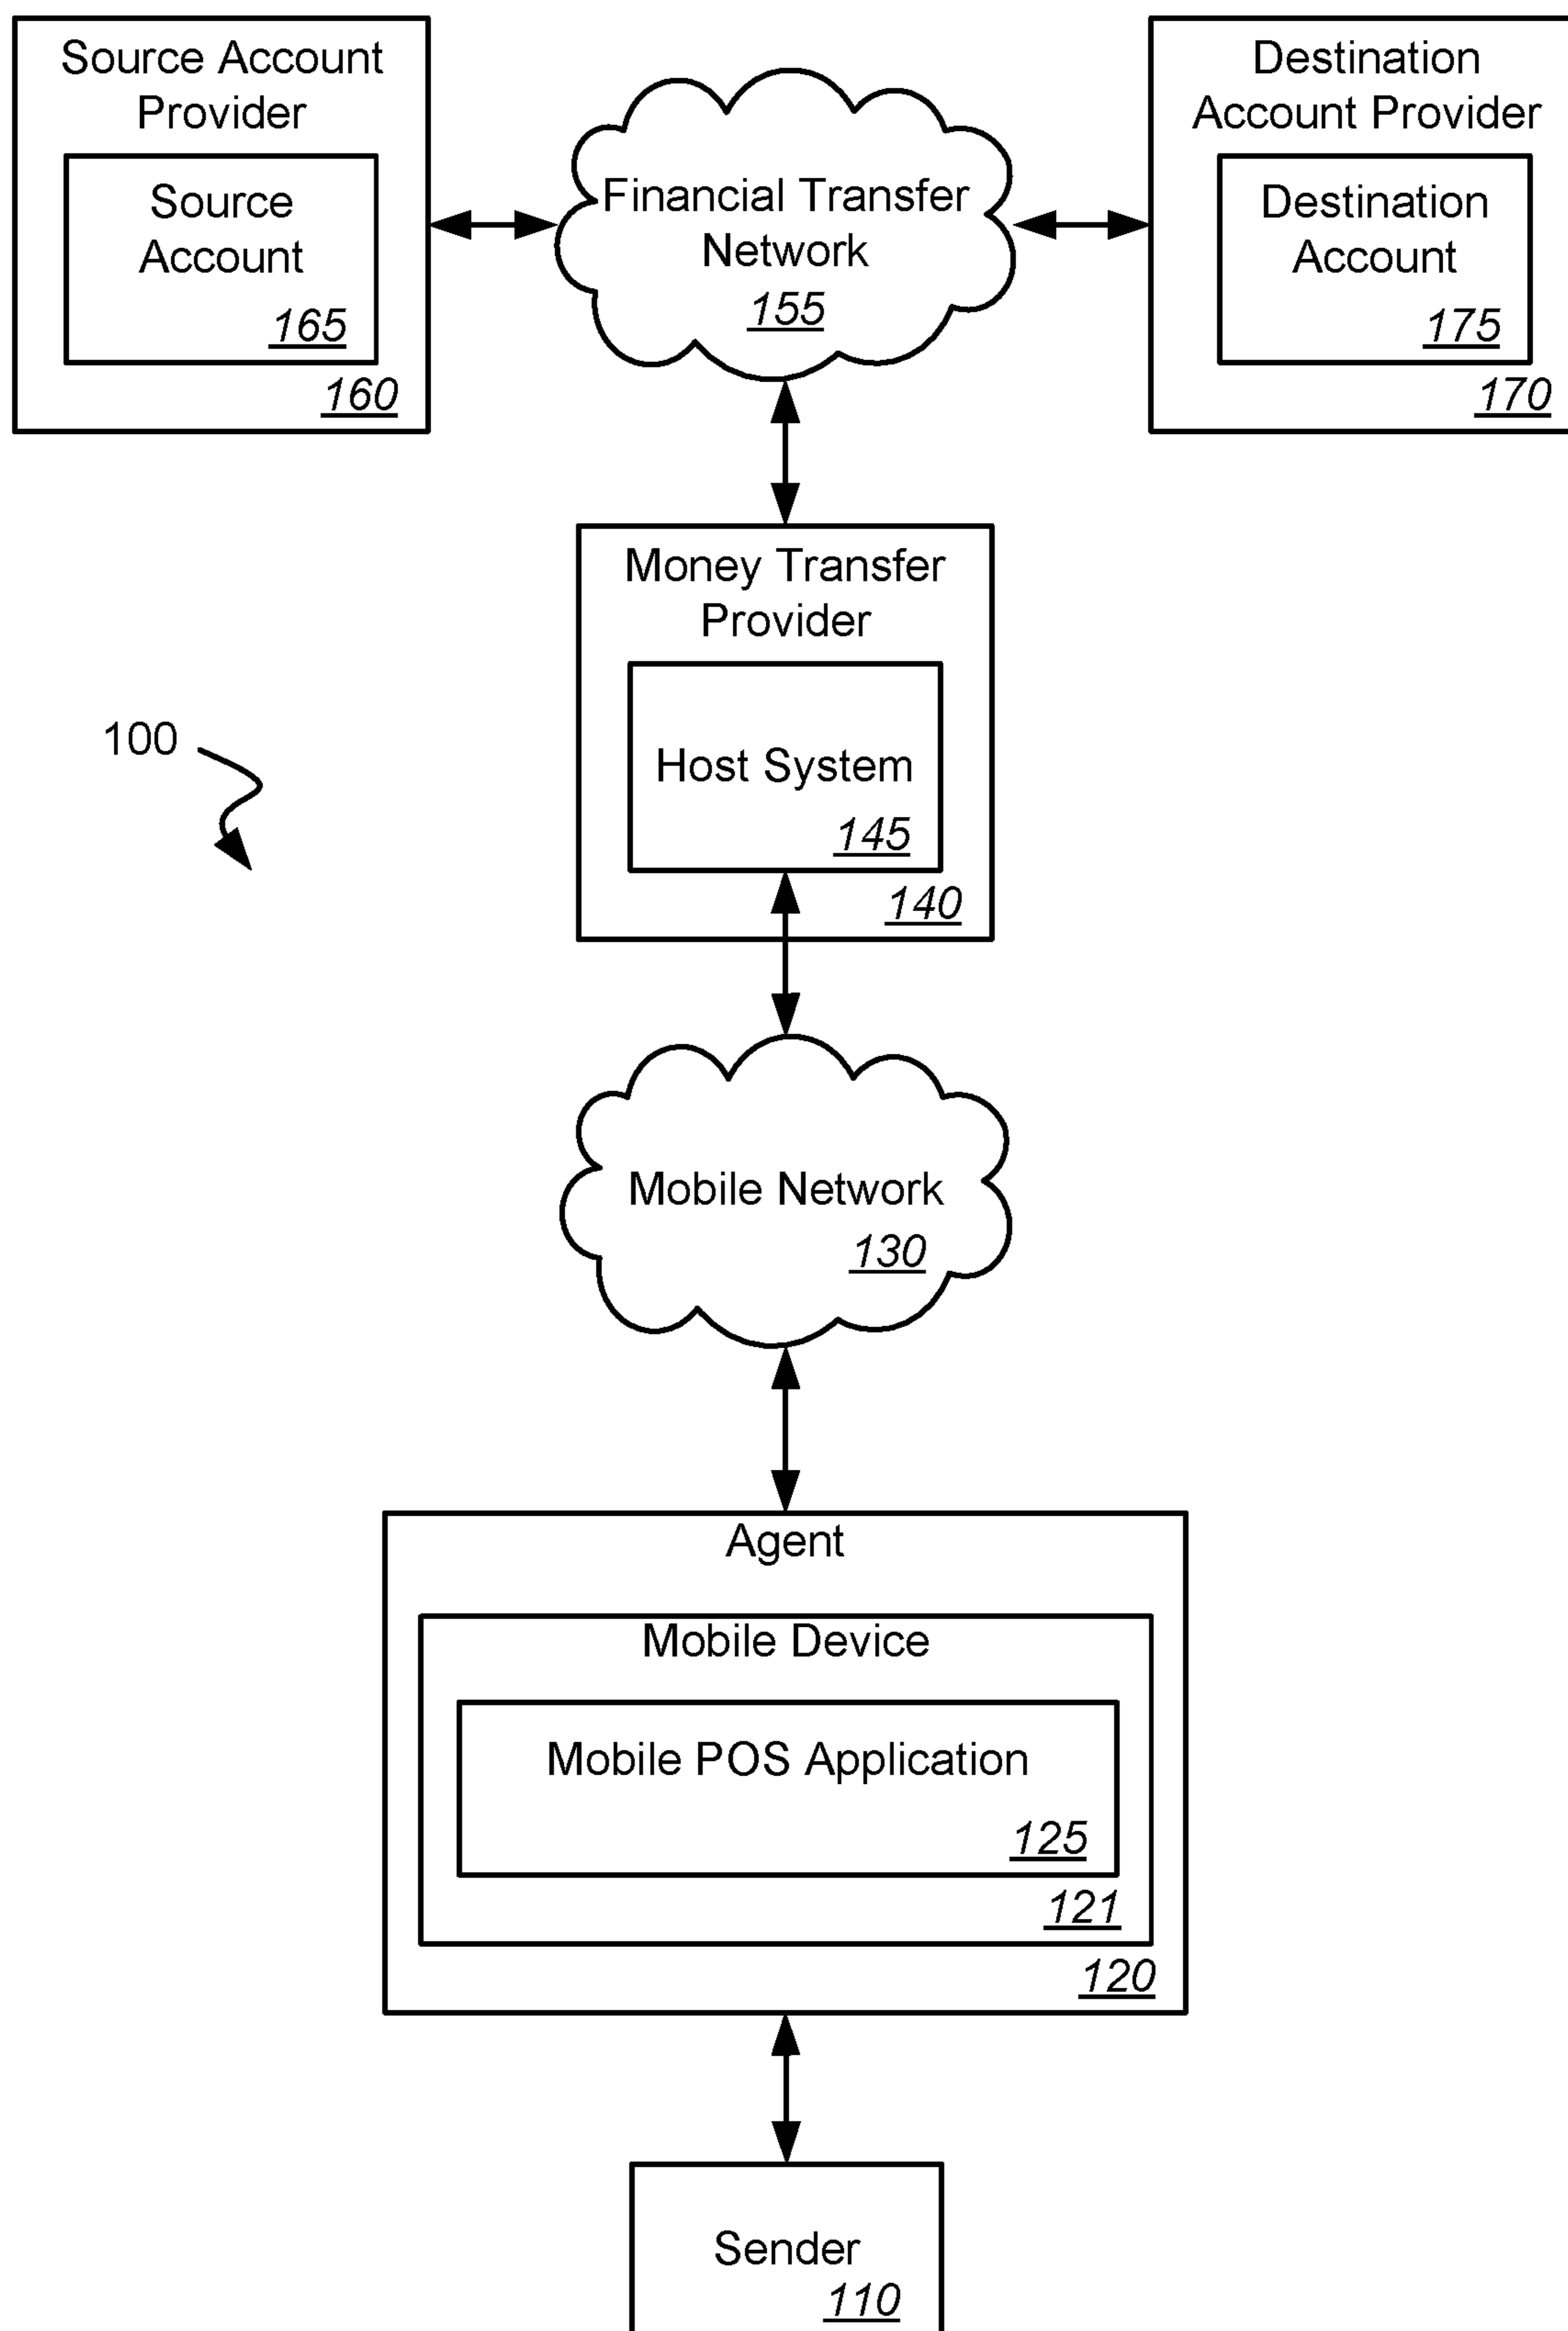 Source Account
Provider
Source
Account
165
160
Financial Transfer
Network
155
Destination
Account Provider
Destination
Account
175
170
Money Transfer
Provider
Host System
145
140
100
Mobile Network
130
Agent
Mobile Device
Mobile POS Application
125
121
120
Sender
110